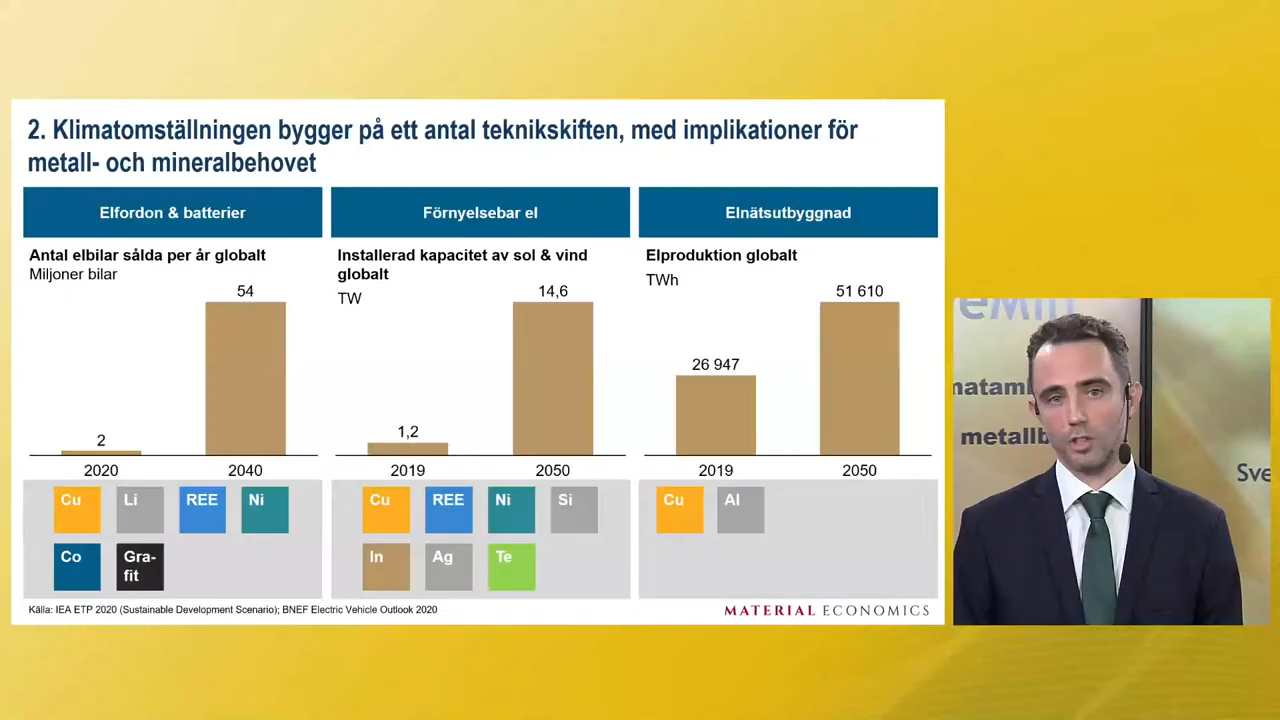 2. Klimatomställningen bygger på ett antal teknikskiften, med implikationer för
metall- och mineralbehovet
Elfordon & batterier
Antal elbilar sålda per år globalt
Miljoner bilar
2
54
2020
2040
Cu
Li
REE
Ni
Co
Gra-
fit
Förnyelsebar el
Installerad kapacitet av sol & vind
globalt
TW
1,2
14,6
2019
2050
Cu
REE
Ni
Si
In
Ag
Te
Elnätsutbyggnad
Elproduktion globalt
TWh
26 947
51 610
2019
2050
Cu
Al
Källa: IEA ETP 2020 (Sustainable Development Scenario); BNEF Electric Vehicle Outlook 2020
MATERIAL ECONOMICS